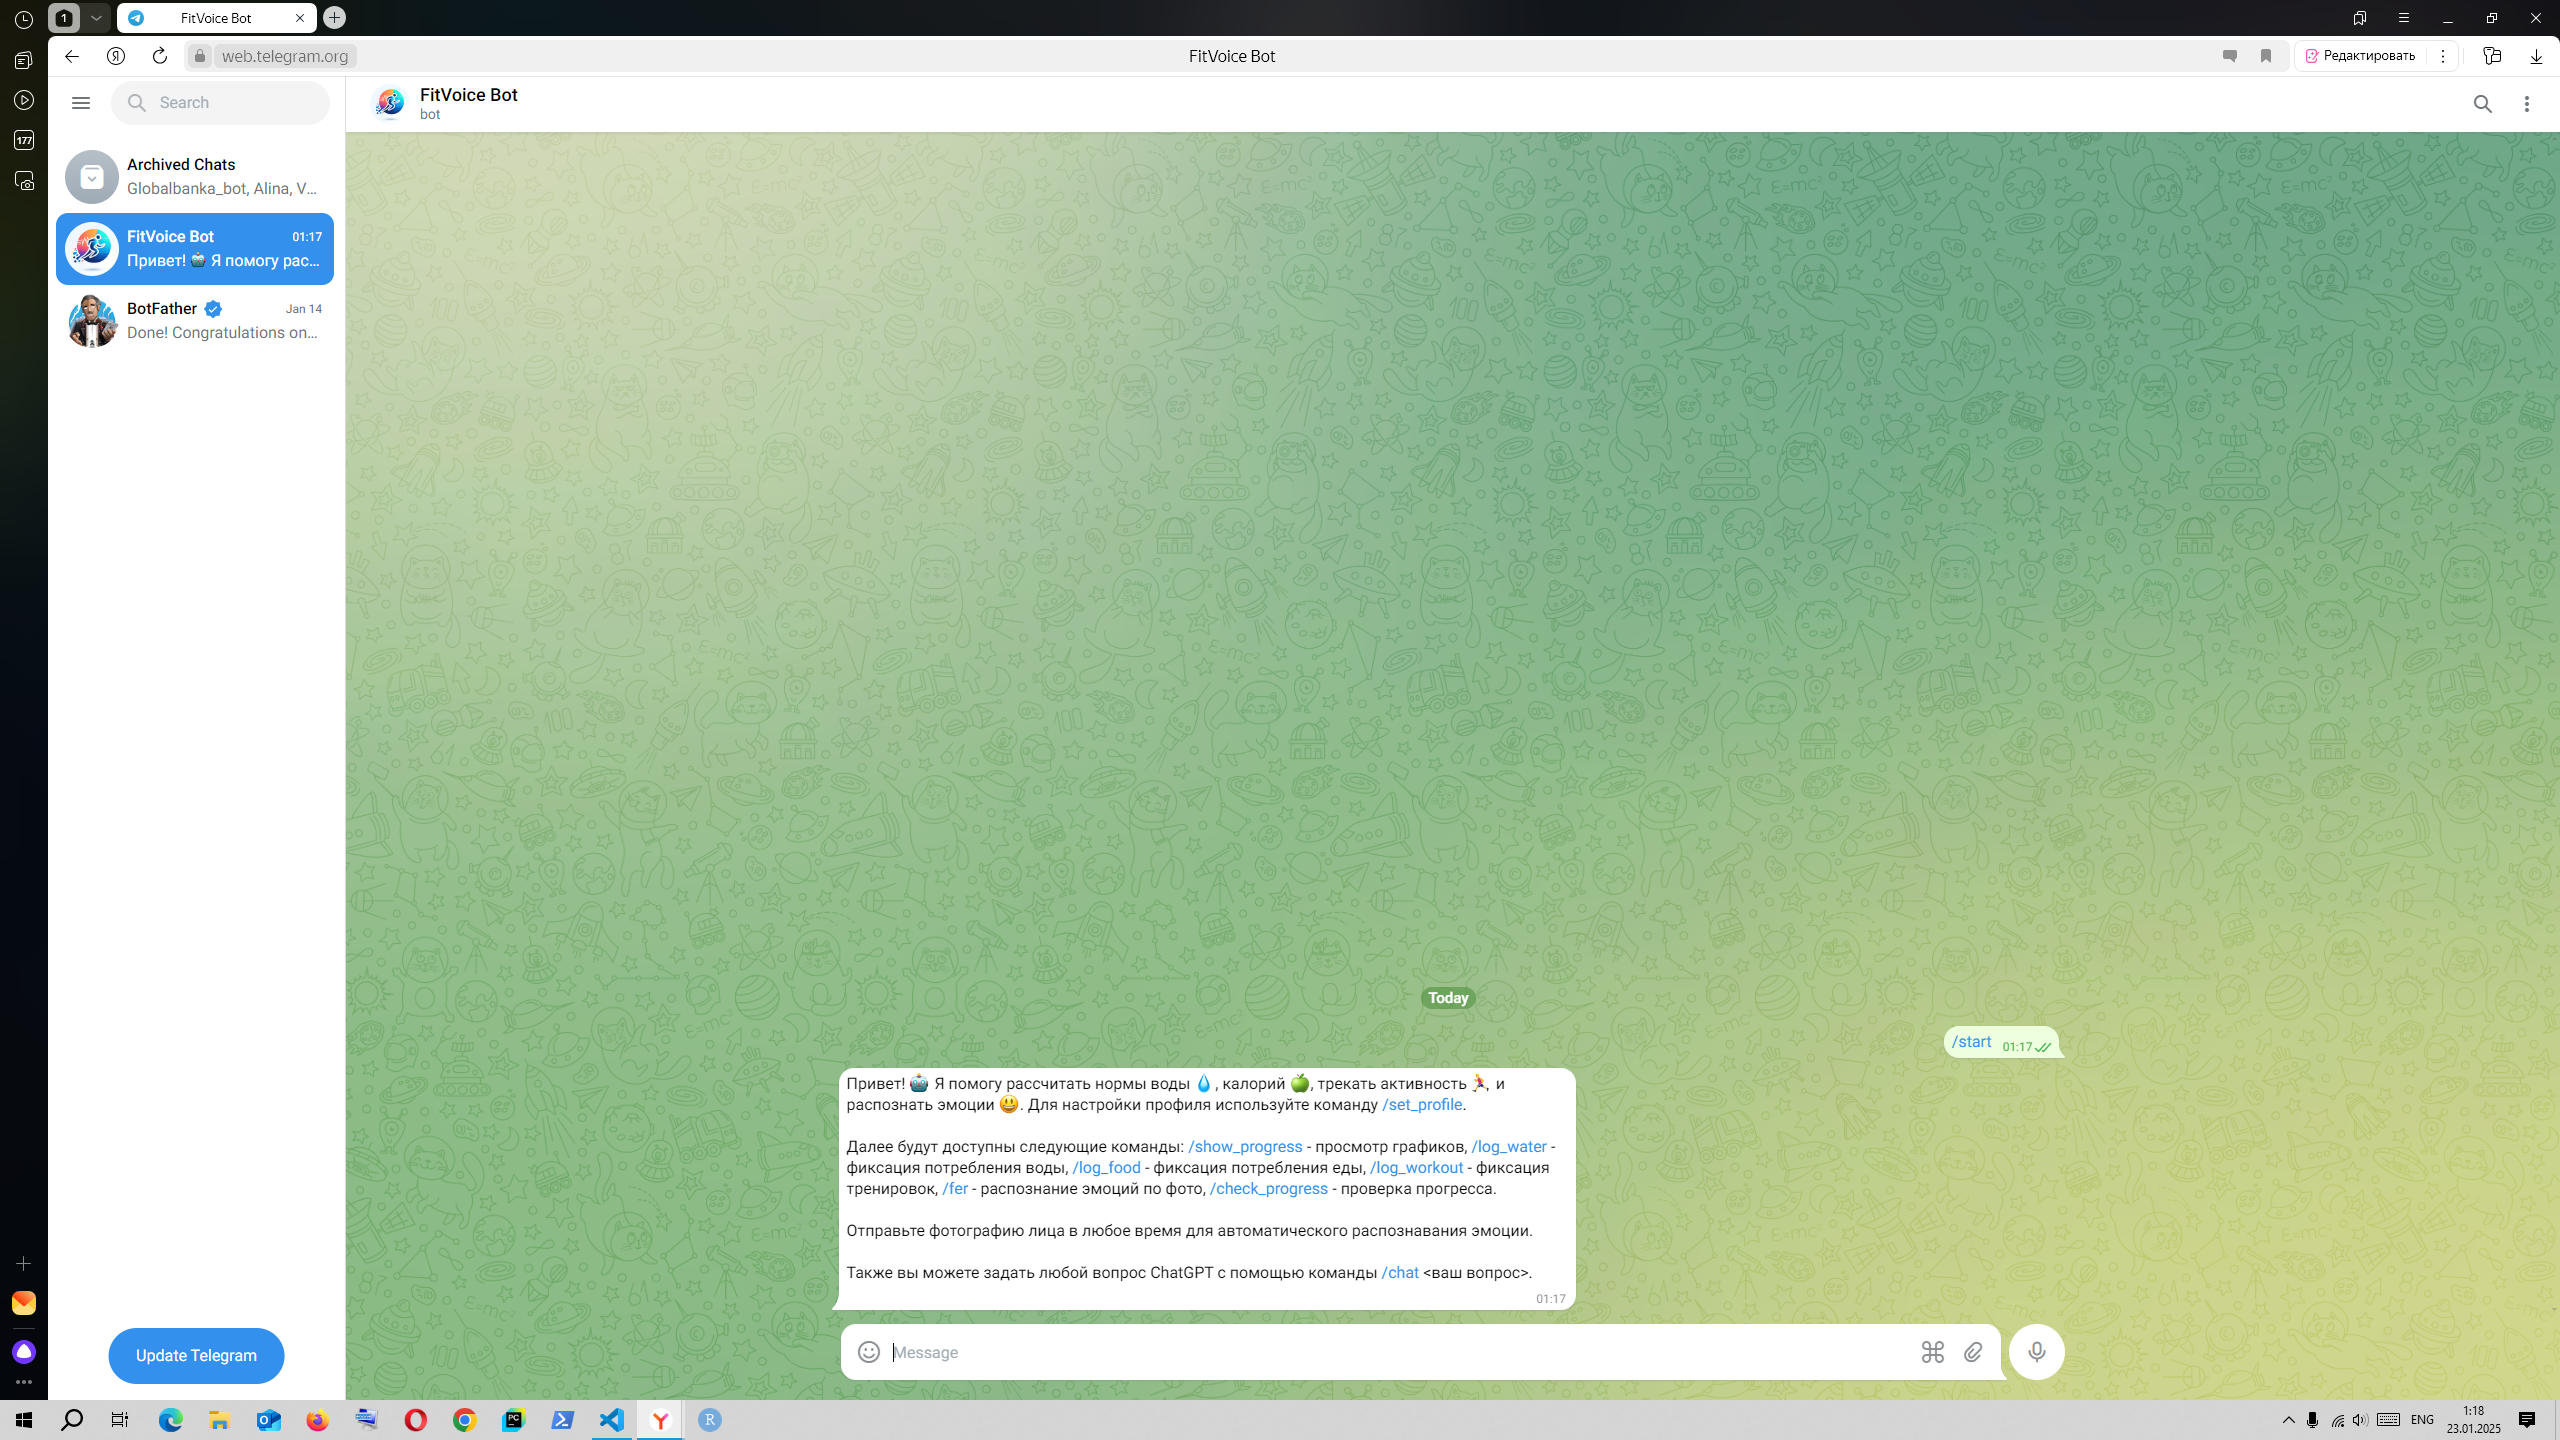 1
FitVoice Bot
web.telegram.org
FitVoice Bot
Редактировать
177
Search
Archived Chats
Globalbanka_bot, Alina, V...
FitVoice Bot
01:17
Привет! 🤖 Я помогу рас...
BotFather
Jan 14
Done! Congratulations on...
Update Telegram
FitVoice Bot
bot
Today
/start 01:17
Привет! 🤖 Я помогу рассчитать нормы воды 💧, калорий 🍏, трекать активность 🏃‍♀️, и
распознать эмоции 😃. Для настройки профиля используйте команду /set_profile.
Далее будут доступны следующие команды: /show_progress - просмотр графиков, /log_water -
фиксация потребления воды, /log_food - фиксация потребления еды, /log_workout - фиксация
тренировок, /fer - распознание эмоций по фото, /check_progress - проверка прогресса.
Отправьте фотографию лица в любое время для автоматического распознавания эмоции.
Также вы можете задать любой вопрос ChatGPT с помощью команды /chat <ваш вопрос>.
01:17
Message
ENG
1:18
23.01.2025